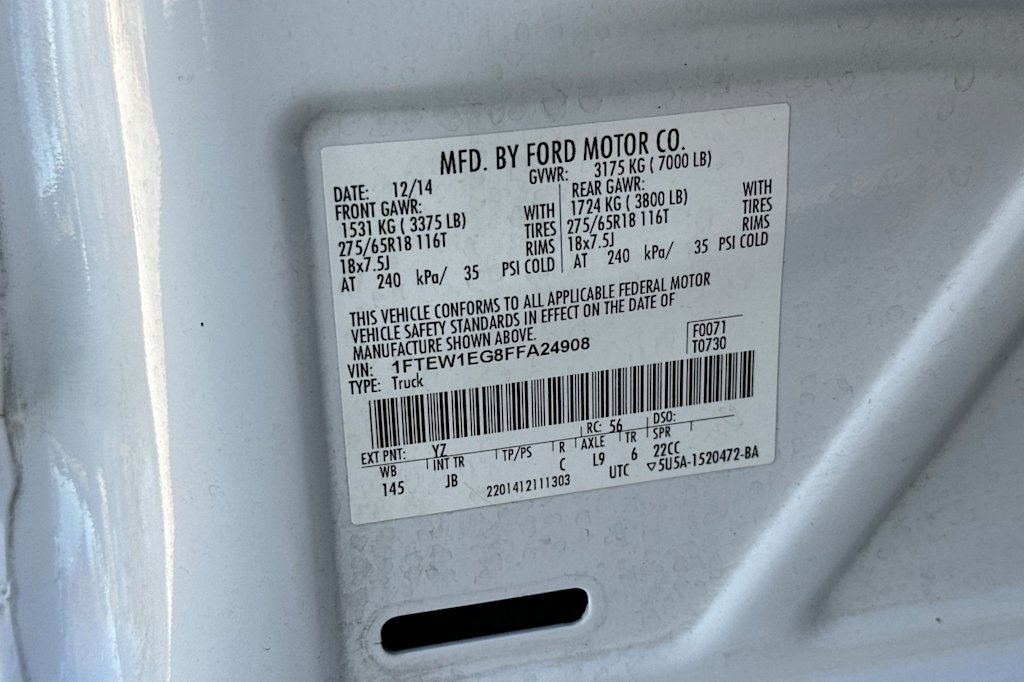 MFD. BY FORD MOTOR CO.
DATE: 12/14 GVWR: 3175 KG ( 7000 LB)
FRONT GAWR: REAR GAWR:
1531 KG ( 3375 LB) WITH 1724 KG ( 3800 LB) WITH
275/65R18 116T TIRES 275/65R18 116T TIRES
18x7.5J RIMS 18x7.5J RIMS
AT 240 kPa/ 35 PSI COLD AT 240 kPa/ 35 PSI COLD
THIS VEHICLE CONFORMS TO ALL APPLICABLE FEDERAL MOTOR
VEHICLE SAFETY STANDARDS IN EFFECT ON THE DATE OF
MANUFACTURE SHOWN ABOVE.
F0071
VIN: 1FTEW1EG8FFA24908
T0730
TYPE: Truck
EXT PNT: YZ RC: 56 DSO:
WB INT TR TP/PS R AXLE TR SPR
145 JB C L9 6 22CC
2201412111303 UTC ▽5U5A-1520472-BA